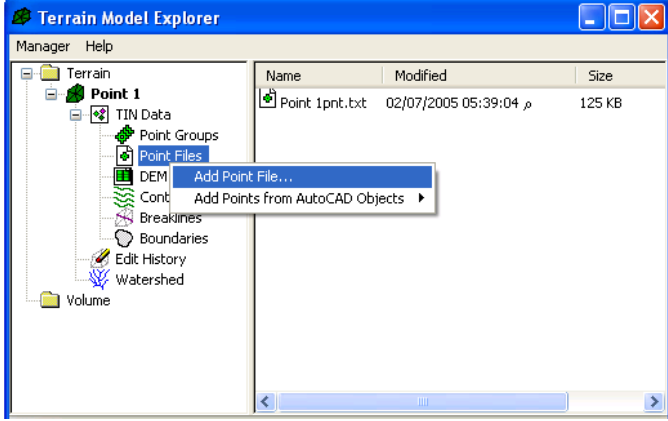 Terrain Model Explorer
Manager Help
Terrain
Point 1
TIN Data
Point Groups
Point Files
DEM
Cont
Breaklines
Boundaries
Edit History
Watershed
Volume
Add Point File...
Add Points from AutoCAD Objects
Name Modified Size
Point 1pnt.txt 02/07/2005 05:39:04 م 125 KB